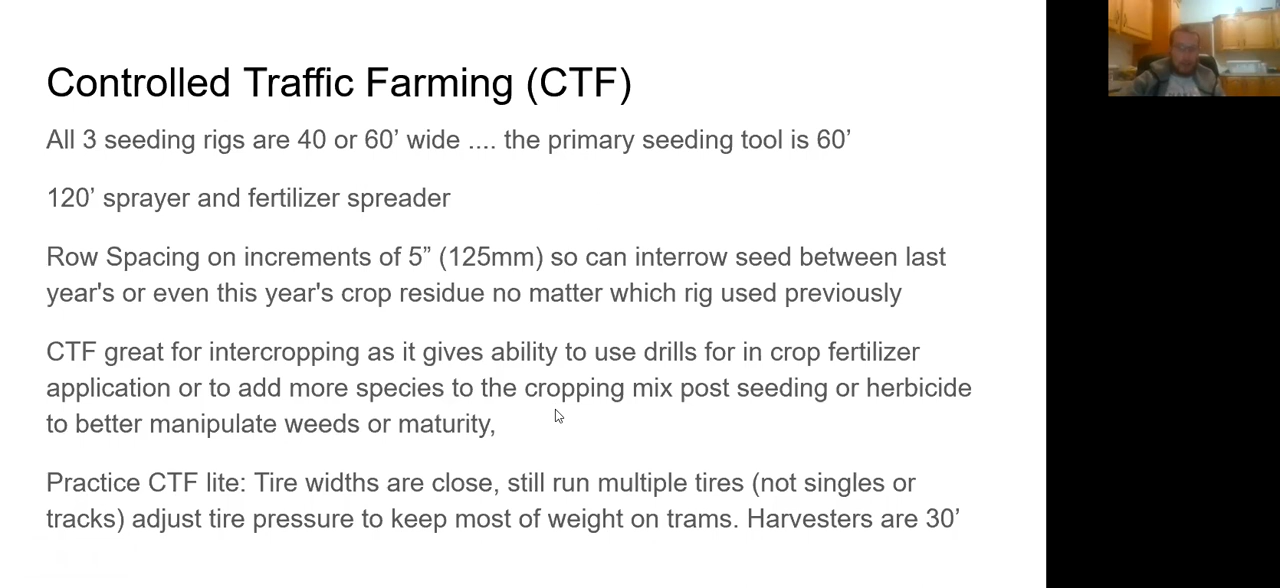 Controlled Traffic Farming (CTF)
All 3 seeding rigs are 40 or 60’ wide .... the primary seeding tool is 60’
120’ sprayer and fertilizer spreader
Row Spacing on increments of 5” (125mm) so can interrow seed between last
year's or even this year's crop residue no matter which rig used previously
CTF great for intercropping as it gives ability to use drills for in crop fertilizer
application or to add more species to the cropping mix post seeding or herbicide
to better manipulate weeds or maturity,
Practice CTF lite: Tire widths are close, still run multiple tires (not singles or
tracks) adjust tire pressure to keep most of weight on trams. Harvesters are 30’